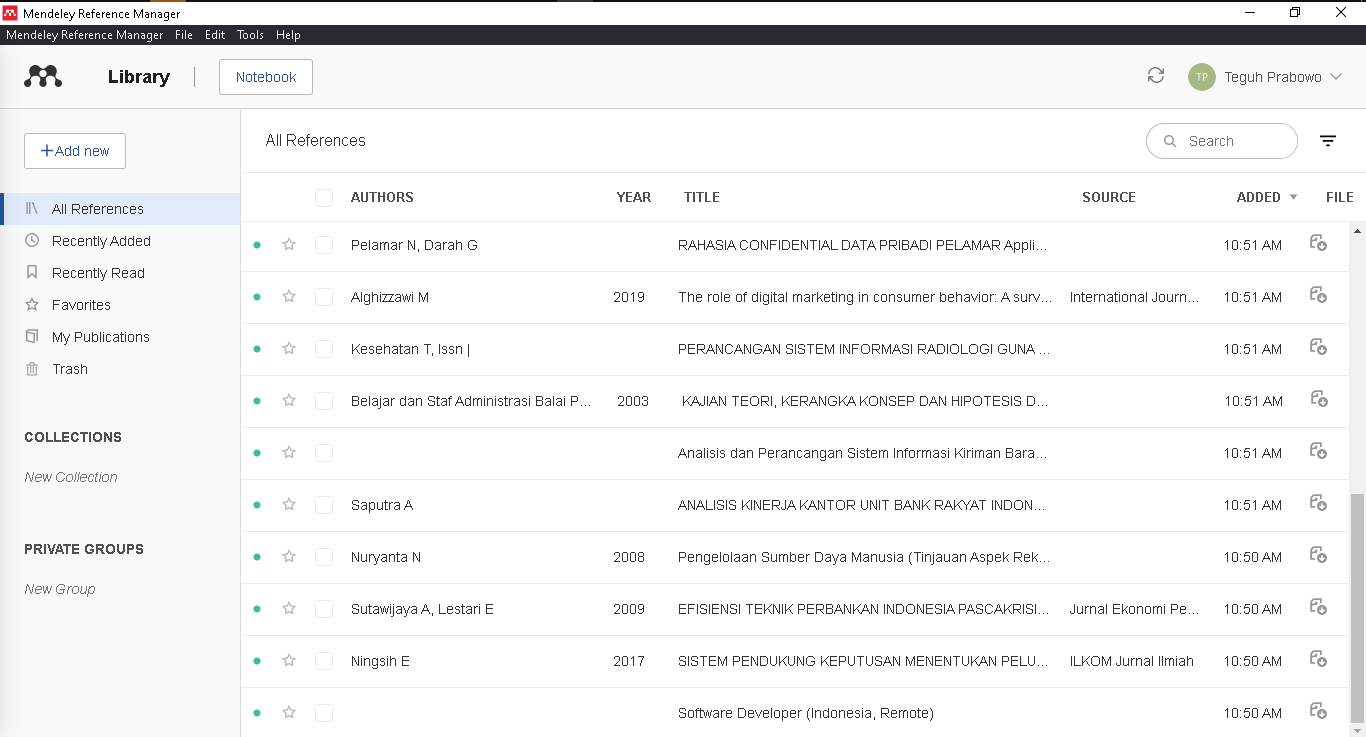 Mendeley Reference Manager
Mendeley Reference Manager File Edit Tools Help
Library Notebook TP Teguh Prabowo
+Add new
All References
Recently Added
Recently Read
Favorites
My Publications
Trash
COLLECTIONS
New Collection
PRIVATE GROUPS
New Group
All References Search
AUTHORS YEAR TITLE SOURCE ADDED FILE
Pelamar N, Darah G RAHASIA CONFIDENTIAL DATA PRIBADI PELAMAR Appli... 10:51 AM
Alghizzawi M 2019 The role of digital marketing in consumer behavior: A surv... International Journ... 10:51 AM
Kesehatan T, Issn | PERANCANGAN SISTEM INFORMASI RADIOLOGI GUNA ... 10:51 AM
Belajar dan Staf Administrasi Balai P... 2003 KAJIAN TEORI, KERANGKA KONSEP DAN HIPOTESIS D... 10:51 AM
Analisis dan Perancangan Sistem Informasi Kiriman Bara... 10:51 AM
Saputra A ANALISIS KINERJA KANTOR UNIT BANK RAKYAT INDON... 10:51 AM
Nuryanta N 2008 Pengelolaan Sumber Daya Manusia (Tinjauan Aspek Rek... 10:50 AM
Sutawijaya A, Lestari E 2009 EFISIENSI TEKNIK PERBANKAN INDONESIA PASCAKRISI... Jurnal Ekonomi Pe... 10:50 AM
Ningsih E 2017 SISTEM PENDUKUNG KEPUTUSAN MENENTUKAN PELU... ILKOM Jurnal Ilmiah 10:50 AM
Software Developer (Indonesia, Remote) 10:50 AM